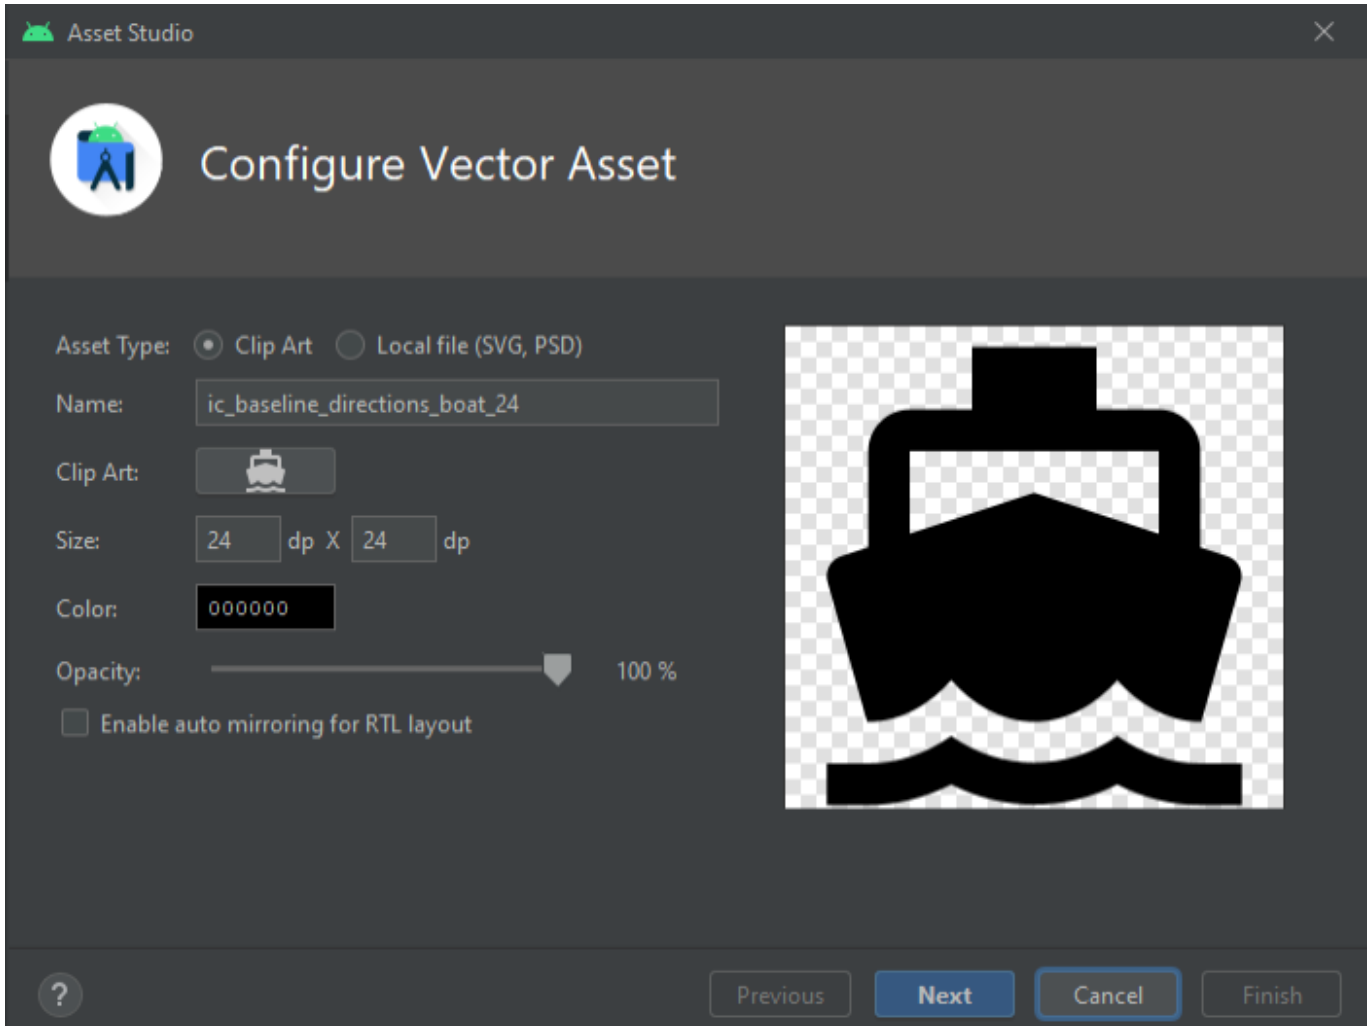 Asset Studio
Configure Vector Asset
Asset Type: Clip Art Local file (SVG, PSD)
Name: ic_baseline_directions_boat_24
Clip Art:
Size: 24 dp X 24 dp
Color: 000000
Opacity: 100 %
Enable auto mirroring for RTL layout
? Previous Next Cancel Finish